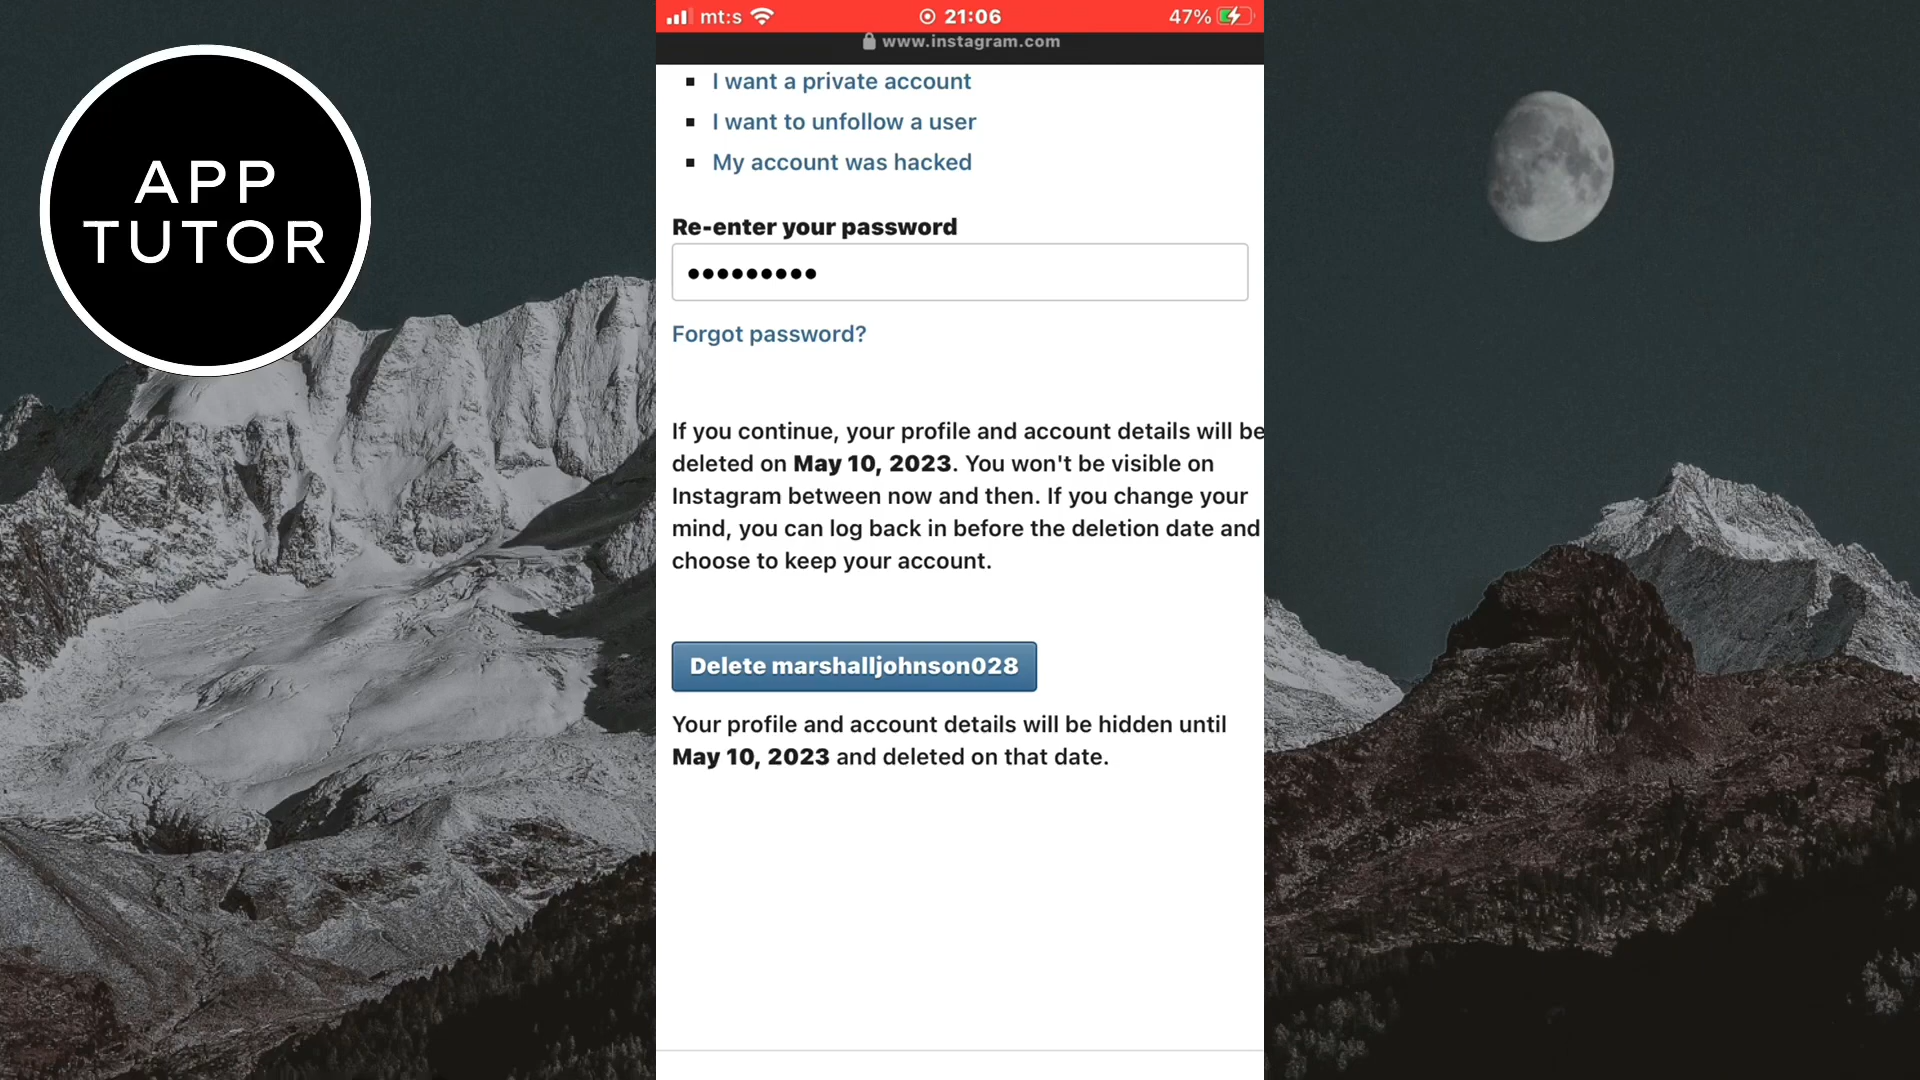 APP
TUTOR
mt:s 21:06 47%
www.instagram.com
I want a private account
I want to unfollow a user
My account was hacked
Re-enter your password
•••••••••
Forgot password?
If you continue, your profile and account details will be
deleted on May 10, 2023. You won't be visible on
Instagram between now and then. If you change your
mind, you can log back in before the deletion date and
choose to keep your account.
Delete marshalljohnson028
Your profile and account details will be hidden until
May 10, 2023 and deleted on that date.